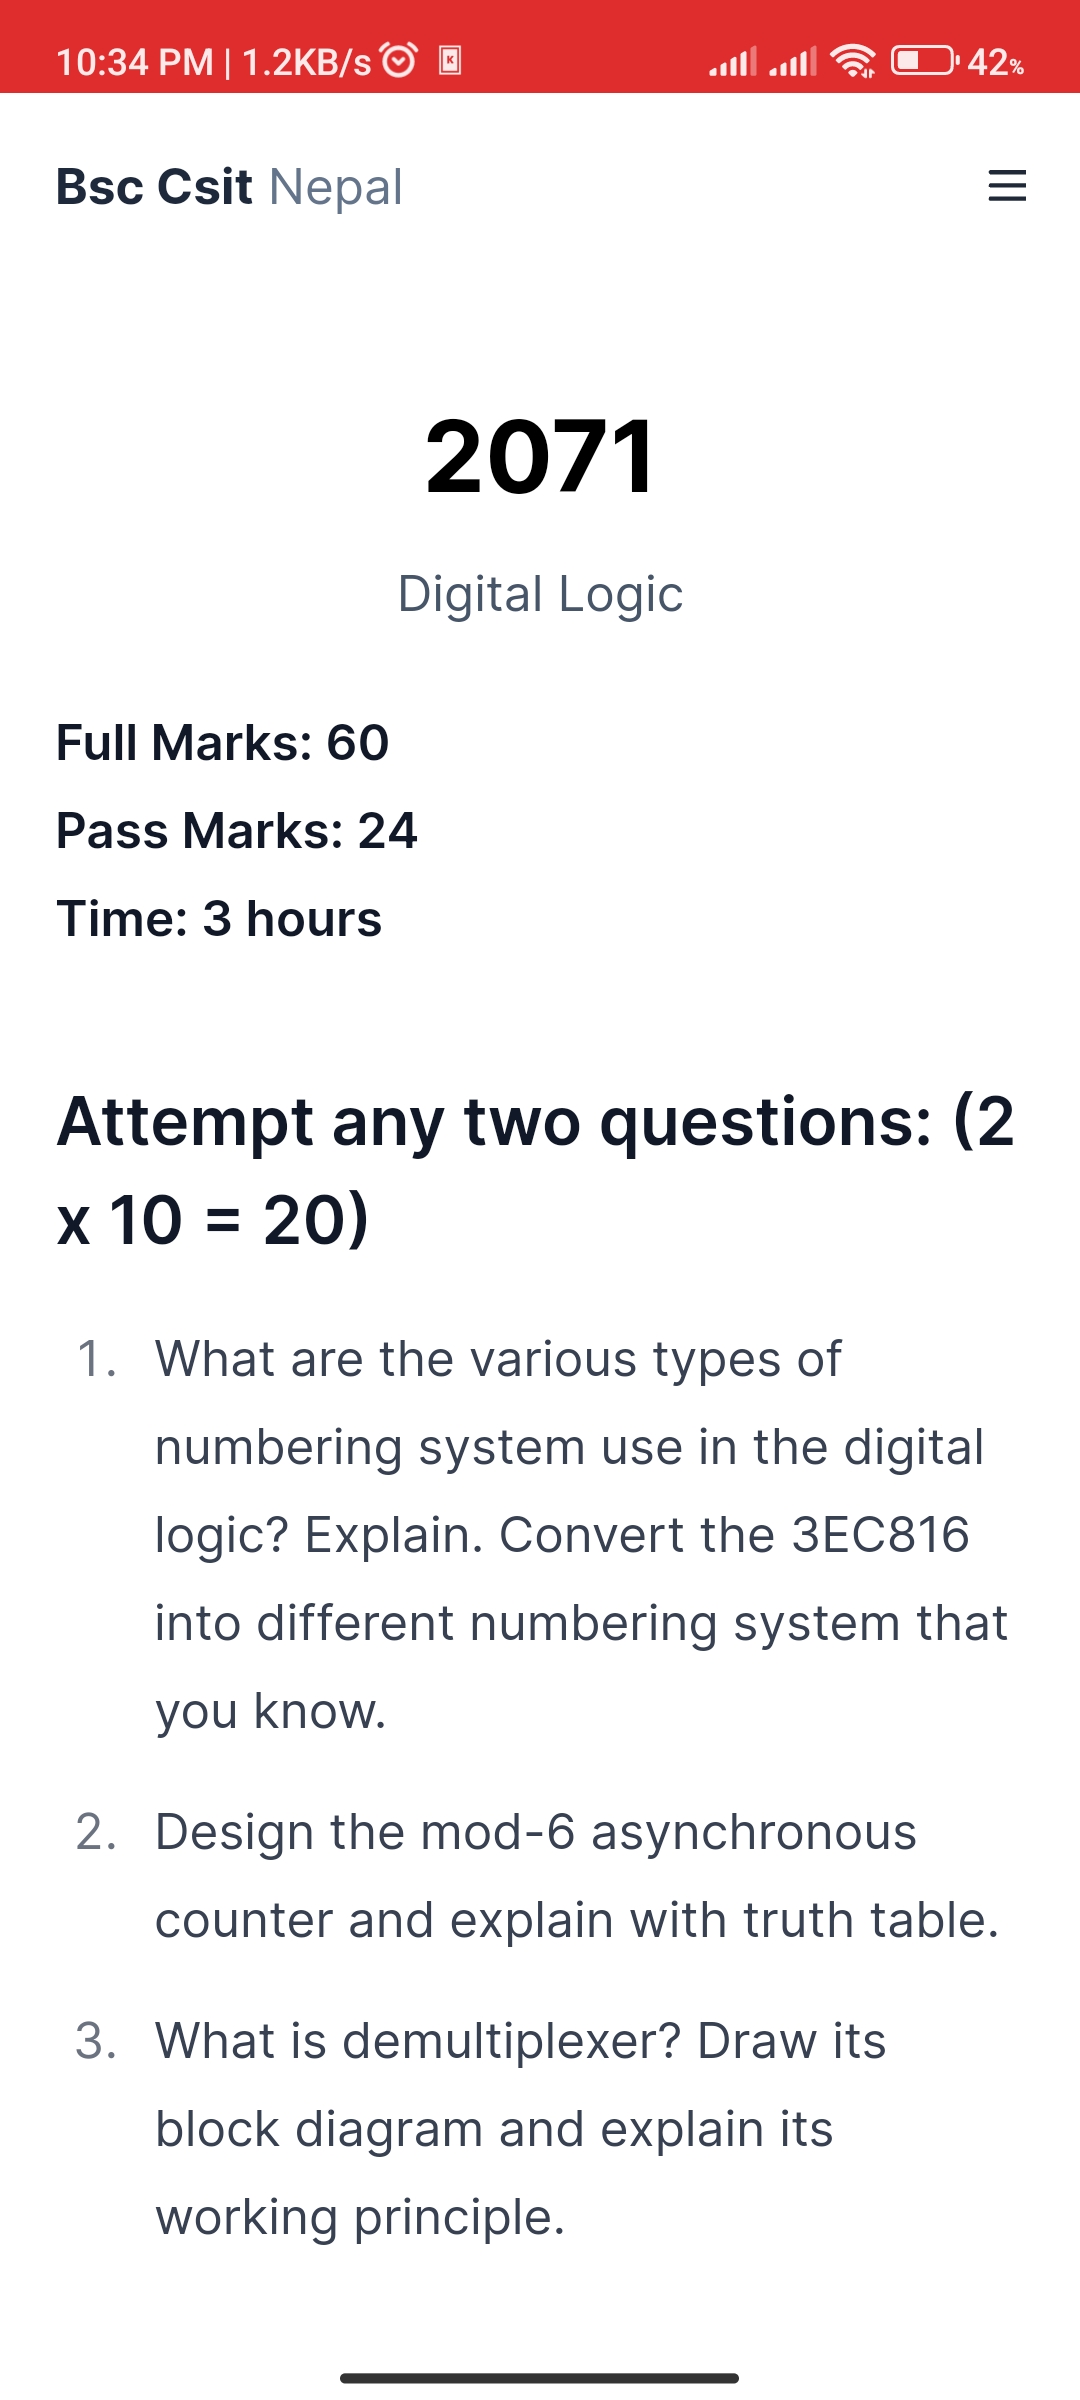 10:34 PM | 1.2KB/s K 42%
Bsc Csit Nepal
2071
Digital Logic
Full Marks: 60
Pass Marks: 24
Time: 3 hours
Attempt any two questions: (2
x 10 = 20)
1. What are the various types of
numbering system use in the digital
logic? Explain. Convert the 3EC816
into different numbering system that
you know.
2. Design the mod-6 asynchronous
counter and explain with truth table.
3. What is demultiplexer? Draw its
block diagram and explain its
working principle.